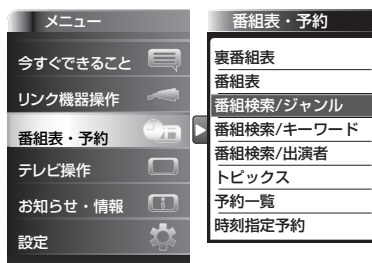 メニュー
今すぐできること
リンク機器操作
番組表・予約
テレビ操作
お知らせ・情報
設定
番組表・予約
裏番組表
番組表
番組検索/ジャンル
番組検索/キーワード
番組検索/出演者
トピックス
予約一覧
時刻指定予約